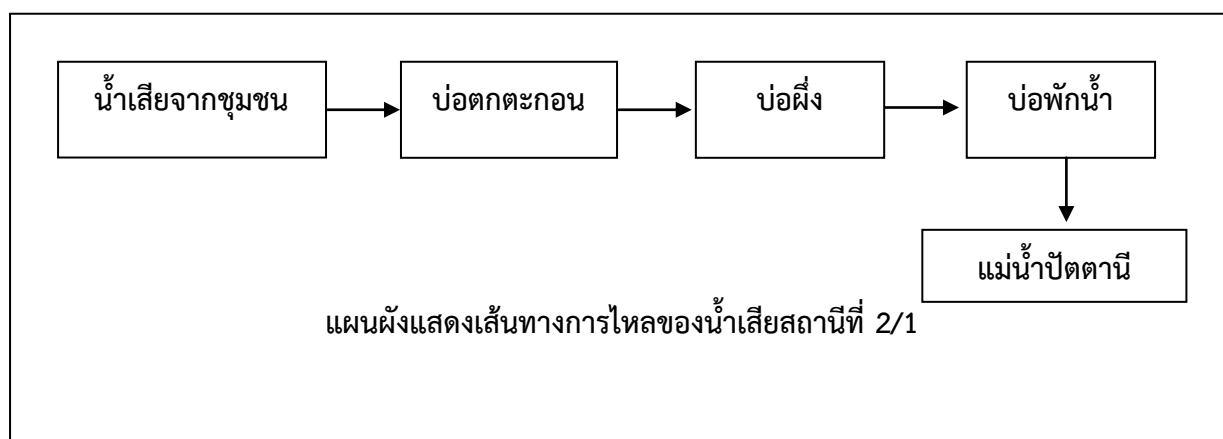 น้ำเสียจากชุมชน
บ่อตกตะกอน
บ่อผึ่ง
บ่อพักน้ำ
แม่น้ำปัตตานี
แผนผังแสดงเส้นทางการไหลของน้ำเสียสถานีที่ 2/1